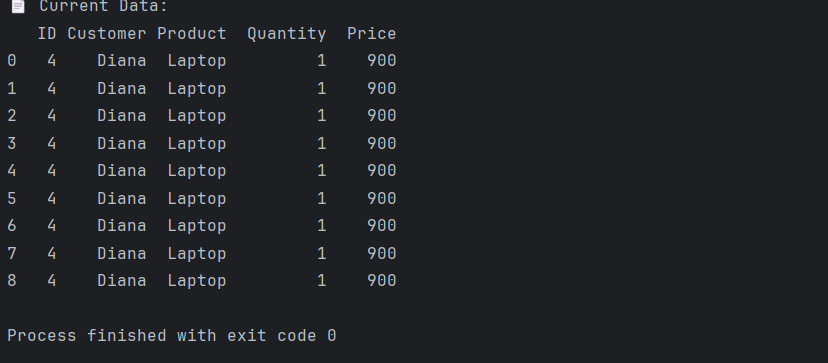 📄 Current Data:
   ID Customer Product  Quantity  Price
0   4    Diana  Laptop         1    900
1   4    Diana  Laptop         1    900
2   4    Diana  Laptop         1    900
3   4    Diana  Laptop         1    900
4   4    Diana  Laptop         1    900
5   4    Diana  Laptop         1    900
6   4    Diana  Laptop         1    900
7   4    Diana  Laptop         1    900
8   4    Diana  Laptop         1    900
Process finished with exit code 0